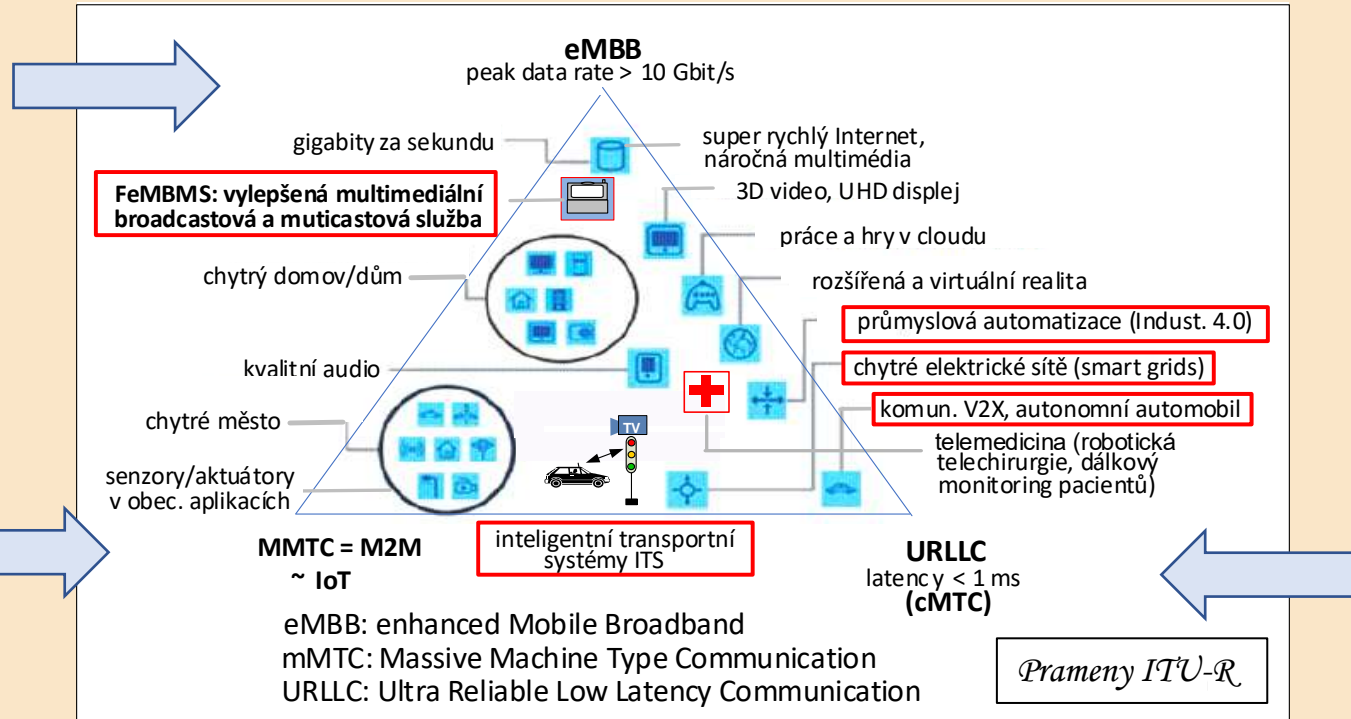 eMBB
peak data rate > 10 Gbit/s
gigabity za sekundu
super rychlý Internet,
náročná multimédia
FeMBMS: vylepšená multimediální
broadcastová a muticastová služba
3D video, UHD displej
práce a hry v cloudu
chytrý domov/dům
rozšířená a virtuální realita
průmyslová automatizace (Indust. 4.0)
kvalitní audio
chytré elektrické sítě (smart grids)
komun. V2X, autonomní automobil
chytré město
TV
telemedicina (robotická
telechirurgie, dálkový
monitoring pacientů)
senzory/aktuátory
v obec. aplikacích
MMTC = M2M
~ IoT
inteligentní transportní
systémy ITS
URLLC
latency < 1 ms
(cMTC)
eMBB: enhanced Mobile Broadband
mMTC: Massive Machine Type Communication
URLLC: Ultra Reliable Low Latency Communication
Prameny ITU-R